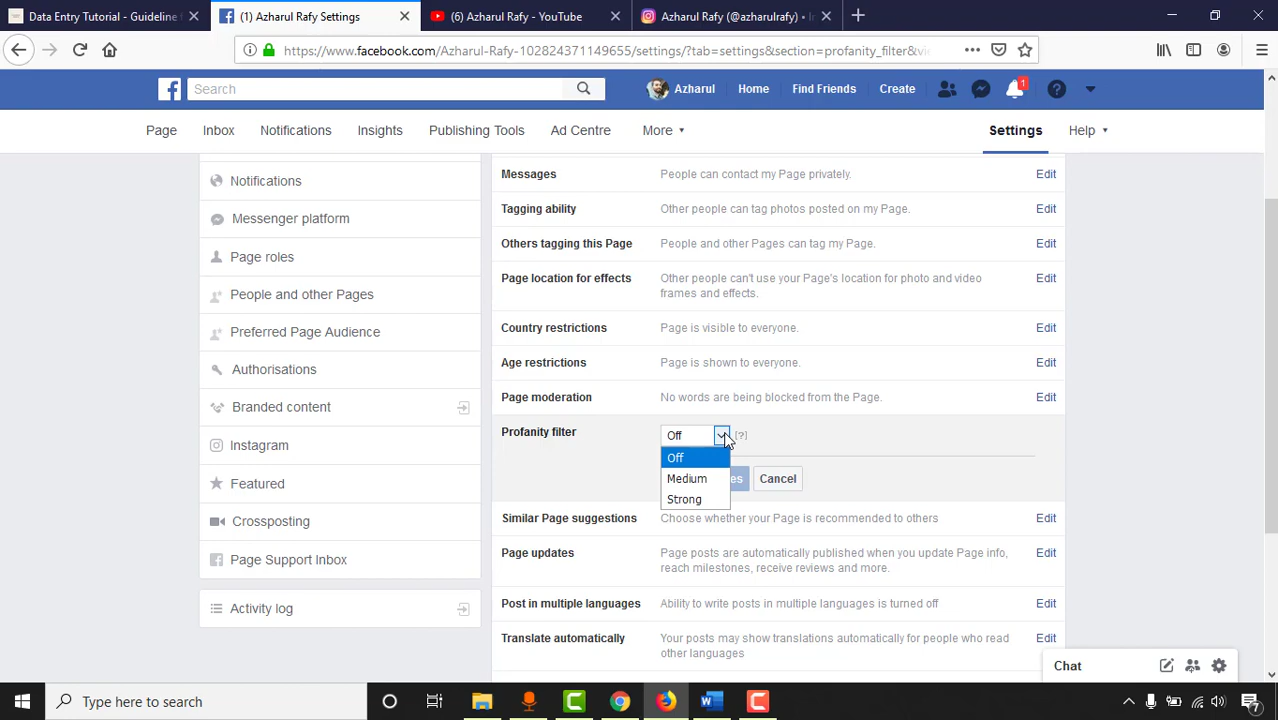 Data Entry Tutorial - Guideline
(1) Azharul Rafy Settings
(6) Azharul Rafy - YouTube
Azharul Rafy (@azharulrafy) • In
https://www.facebook.com/Azharul-Rafy-102824371149655/settings/?tab=settings&section=profanity_filter&vi
Search
Azharul
Home
Find Friends
Create
1
Page
Inbox
Notifications
Insights
Publishing Tools
Ad Centre
More
Settings
Help
Notifications
Messenger platform
Page roles
People and other Pages
Preferred Page Audience
Authorisations
Branded content
Instagram
Featured
Crossposting
Page Support Inbox
Activity log
Messages People can contact my Page privately. Edit
Tagging ability Other people can tag photos posted on my Page. Edit
Others tagging this Page People and other Pages can tag my Page. Edit
Page location for effects Other people can't use your Page's location for photo and video Edit
frames and effects.
Country restrictions Page is visible to everyone. Edit
Age restrictions Page is shown to everyone. Edit
Page moderation No words are being blocked from the Page. Edit
Profanity filter Off [?]
Off
Medium
Strong
es Cancel
Similar Page suggestions Choose whether your Page is recommended to others Edit
Page updates Page posts are automatically published when you update Page info, Edit
reach milestones, receive reviews and more.
Post in multiple languages Ability to write posts in multiple languages is turned off Edit
Translate automatically Your posts may show translations automatically for people who read Edit
other languages
Chat
Type to search
7